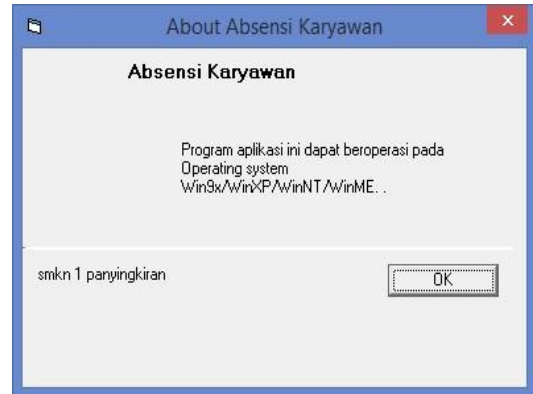 About Absensi Karyawan
Absensi Karyawan
Program aplikasi ini dapat beroperasi pada
Operating system
Win9x/WinXP/WinNT/WinME. .
smkn 1 panyingkiran
OK